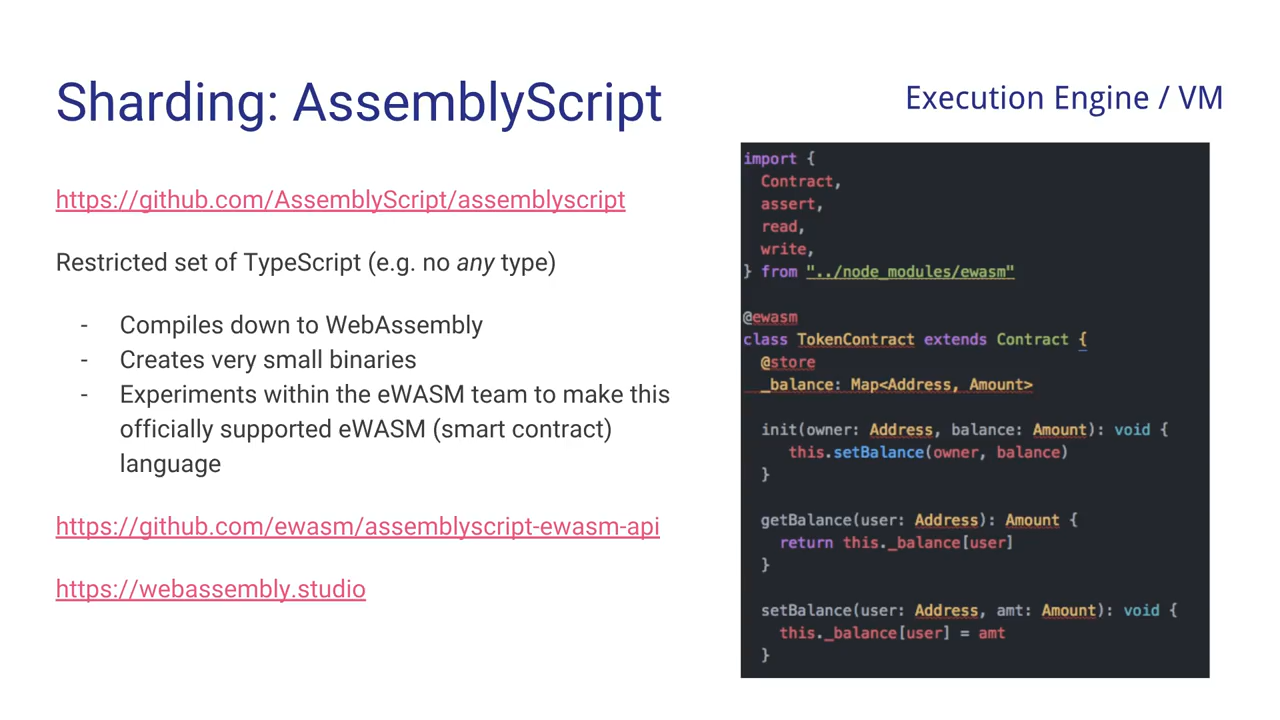 Sharding: AssemblyScript
Execution Engine / VM
https://github.com/AssemblyScript/assemblyscript
Restricted set of TypeScript (e.g. no any type)
- Compiles down to WebAssembly
- Creates very small binaries
- Experiments within the eWASM team to make this
officially supported eWASM (smart contract)
language
https://github.com/ewasm/assemblyscript-ewasm-api
https://webassembly.studio
import {
  Contract,
  assert,
  read,
  write,
} from "../node_modules/ewasm"
@ewasm
class TokenContract extends Contract {
  @store
  _balance: Map<Address, Amount>
  init(owner: Address, balance: Amount): void {
    this.setBalance(owner, balance)
  }
  getBalance(user: Address): Amount {
    return this._balance[user]
  }
  setBalance(user: Address, amt: Amount): void {
    this._balance[user] = amt
  }